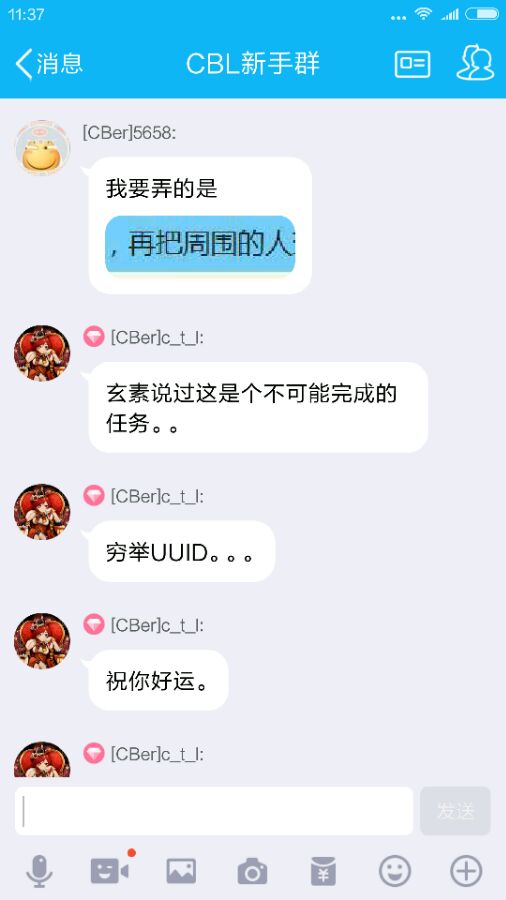 11:37
消息
CBL新手群
[CBer]5658:
我要弄的是
，再把周围的人
[CBer]c_t_l:
玄素说过这是个不可能完成的
任务。。
[CBer]c_t_l:
穷举UUID。。。
[CBer]c_t_l:
祝你好运。
[CBer]c_t_l:
发送